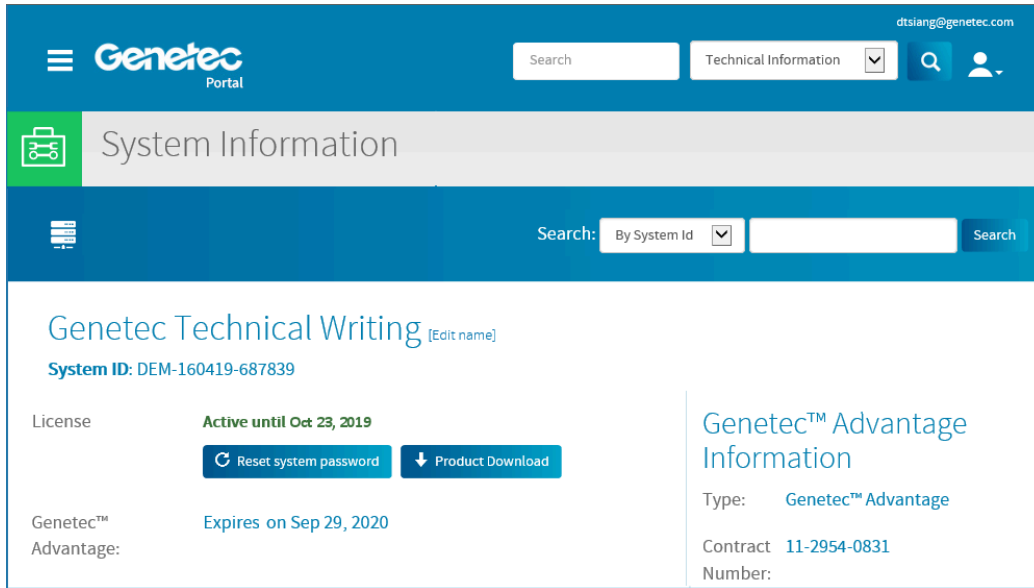 dtsiang@genetec.com
Genetec
Portal
Search
Technical Information
System Information
Search:
By System Id
Search
Genetec Technical Writing [Edit name]
System ID: DEM-160419-687839
License
Active until Oct 23, 2019
Reset system password
Product Download
Genetec™
Advantage:
Expires on Sep 29, 2020
Genetec™ Advantage
Information
Type: Genetec™ Advantage
Contract 11-2954-0831
Number: